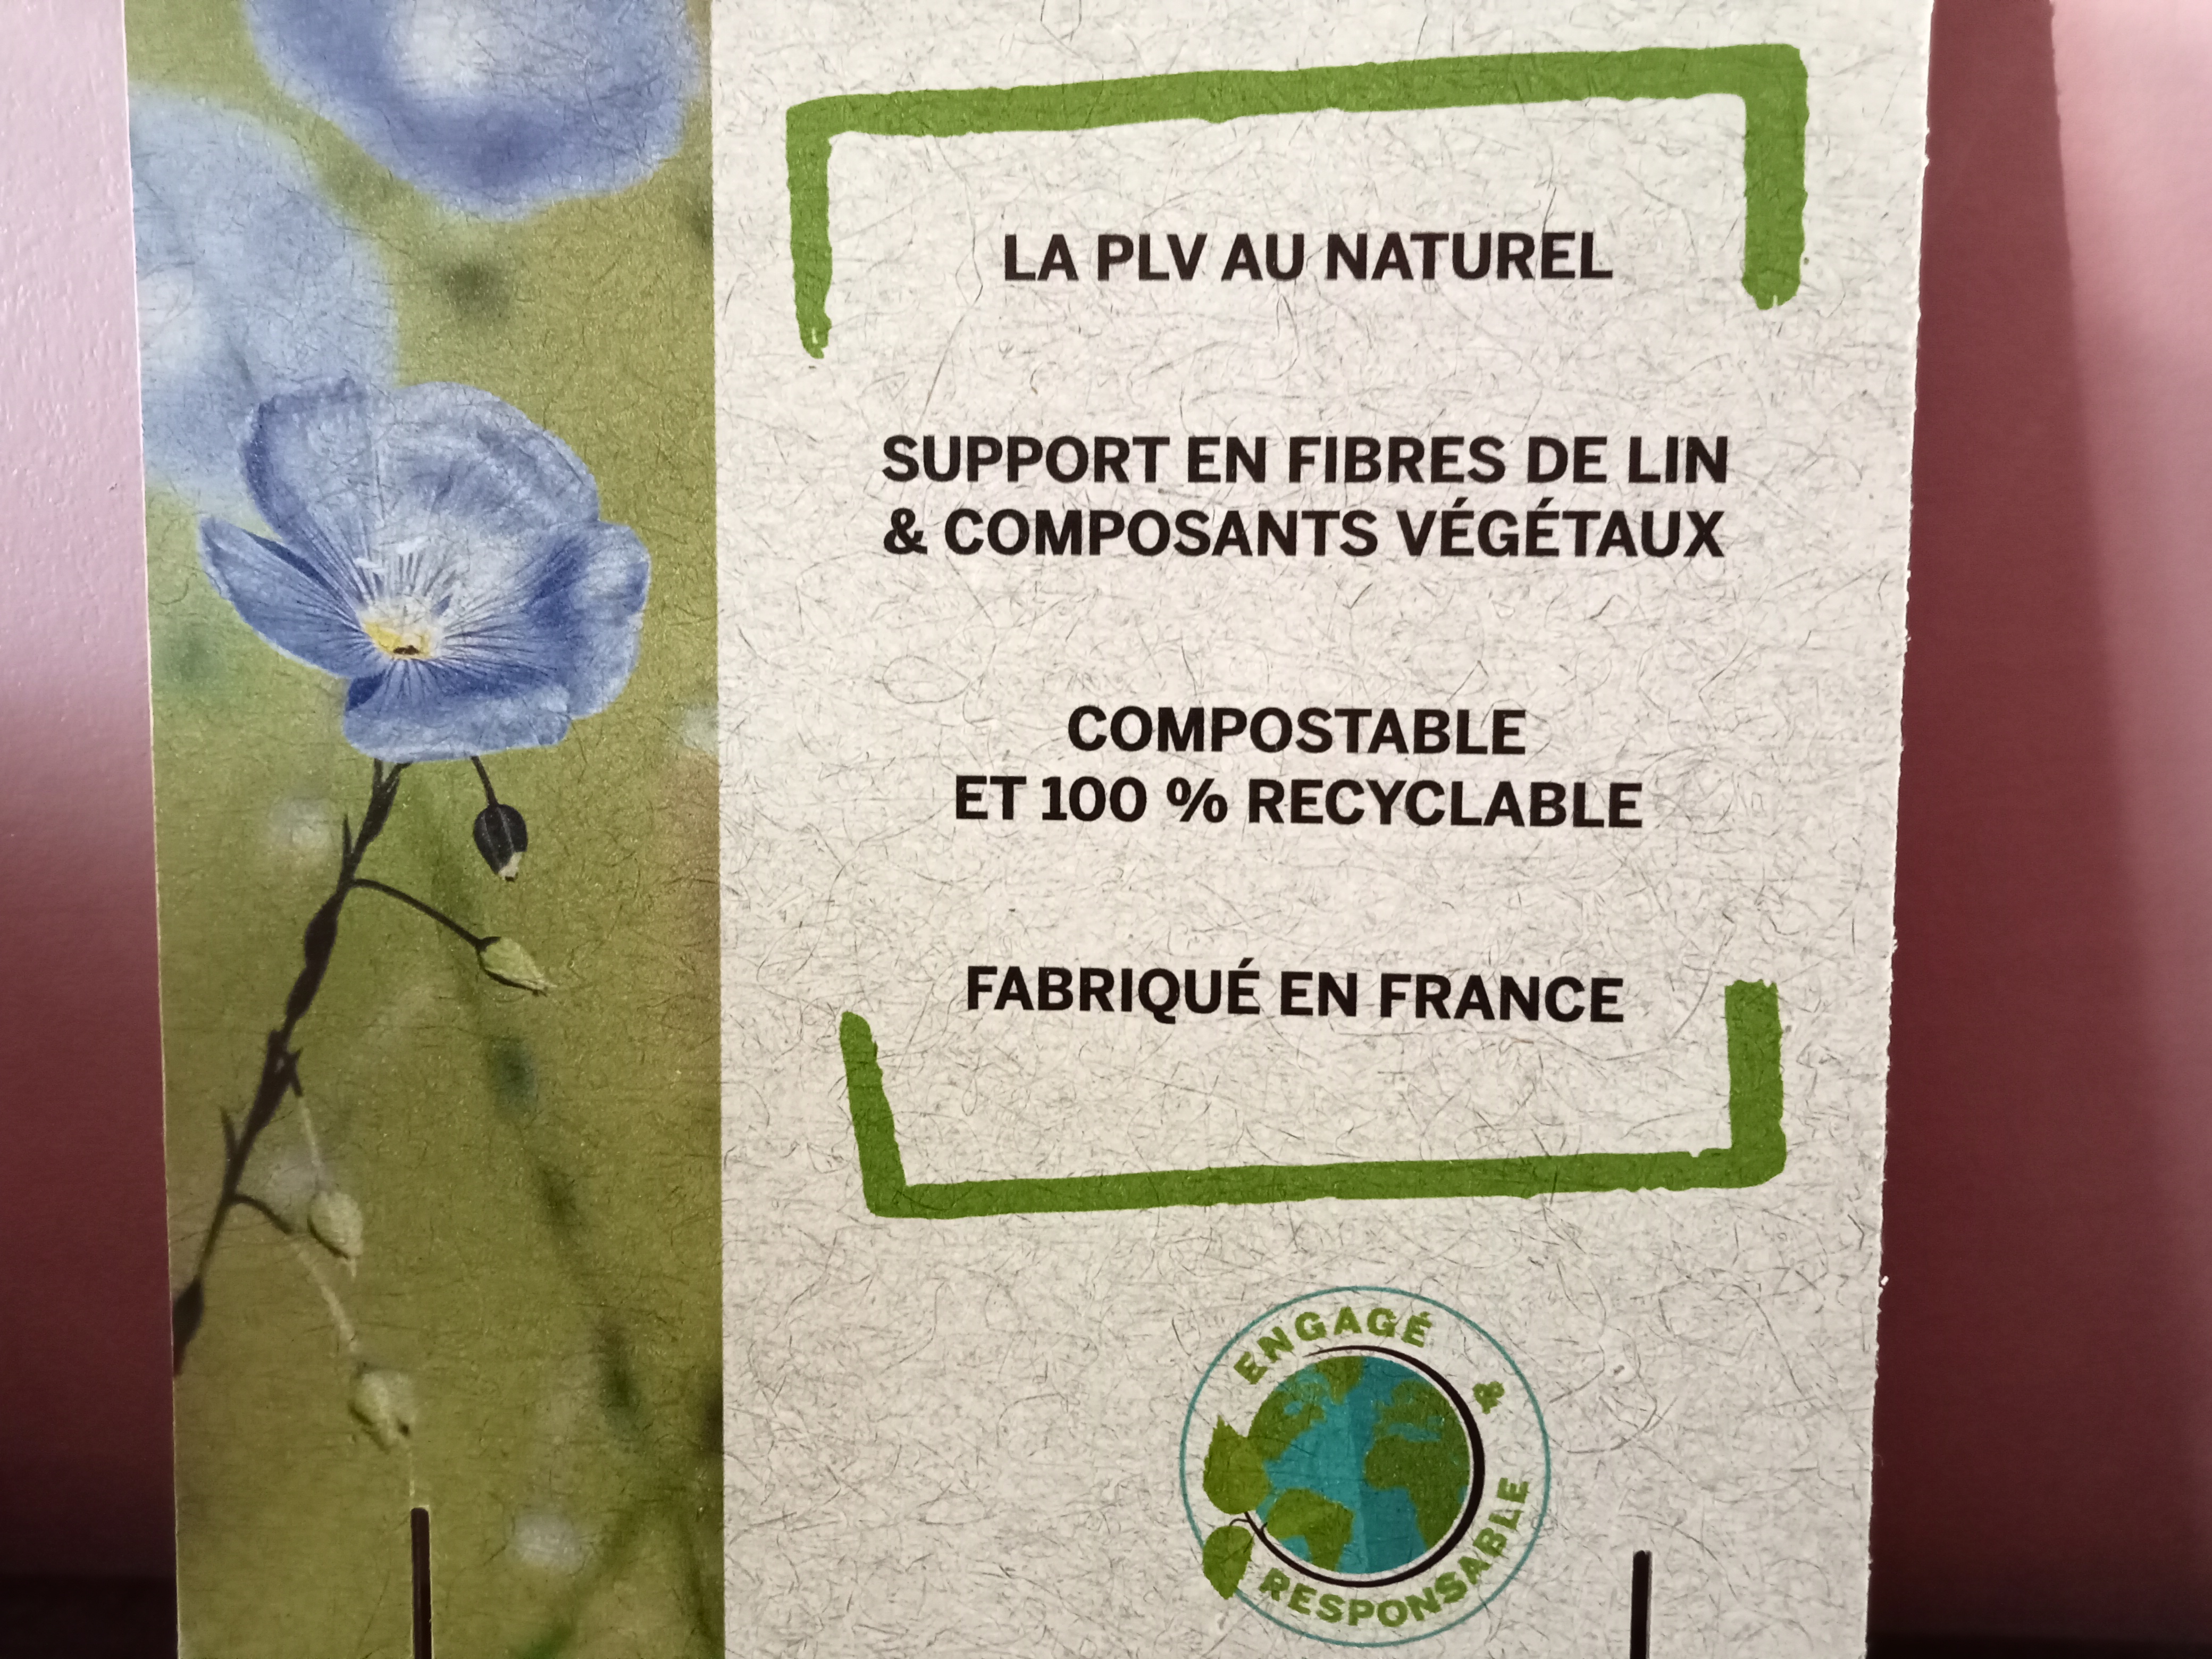 LA PLV AU NATUREL
SUPPORT EN FIBRES DE LIN
& COMPOSANTS VÉGÉTAUX
COMPOSTABLE
ET 100 % RECYCLABLE
FABRIQUÉ EN FRANCE
ENGAGÉ & RESPONSABLE